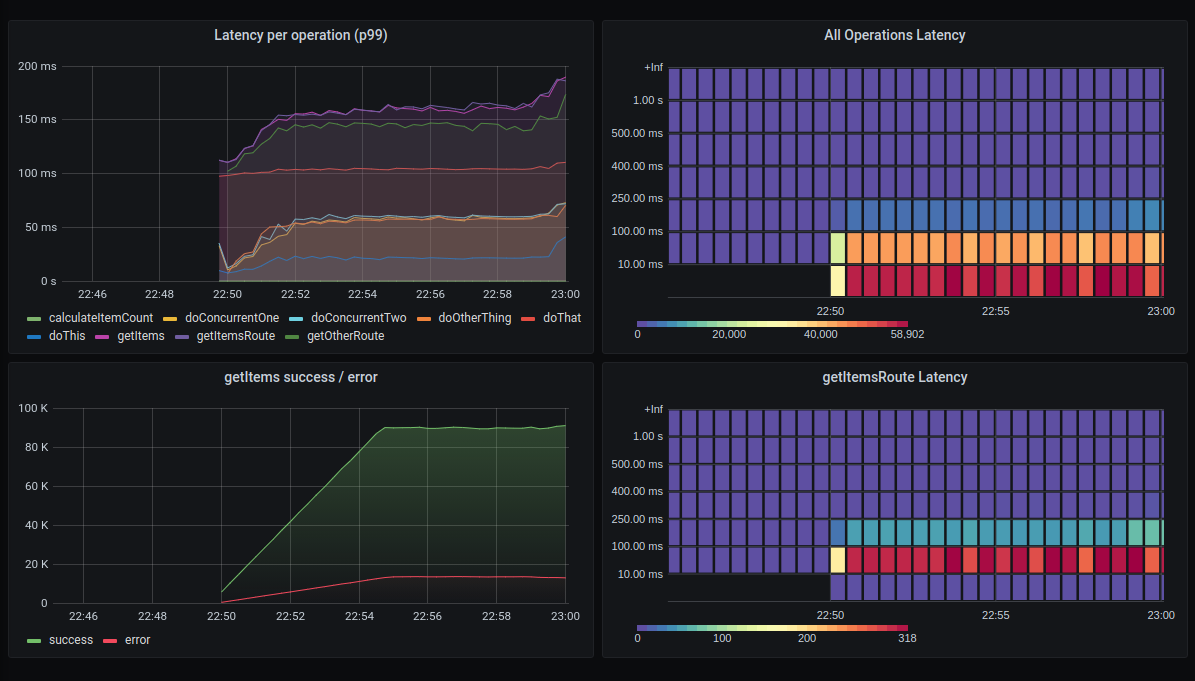 Latency per operation (p99)
200 ms
150 ms
100 ms
50 ms
0 s
22:46 22:48 22:50 22:52 22:54 22:56 22:58 23:00
calculateItemCount doConcurrentOne doConcurrentTwo doOtherThing doThat
doThis getItems getItemsRoute getOtherRoute
All Operations Latency
+Inf
1.00 s
500.00 ms
400.00 ms
250.00 ms
100.00 ms
10.00 ms
22:50 22:55 23:00
0 20,000 40,000 58,902
getItems success / error
100 K
80 K
60 K
40 K
20 K
0
22:46 22:48 22:50 22:52 22:54 22:56 22:58 23:00
success error
getItemsRoute Latency
+Inf
1.00 s
500.00 ms
400.00 ms
250.00 ms
100.00 ms
10.00 ms
22:50 22:55 23:00
0 100 200 318